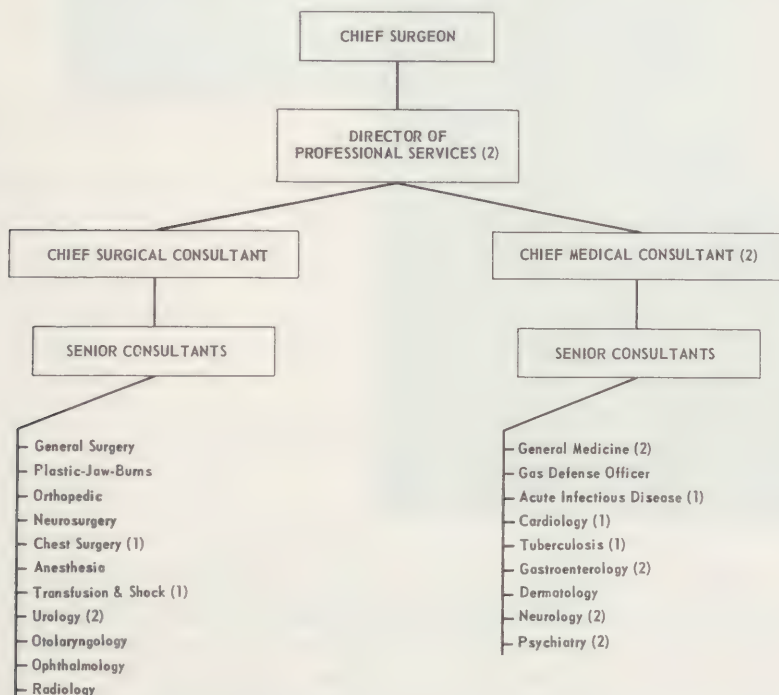 CHIEF SURGEON
DIRECTOR OF
PROFESSIONAL SERVICES (2)
CHIEF SURGICAL CONSULTANT
CHIEF MEDICAL CONSULTANT (2)
SENIOR CONSULTANTS
SENIOR CONSULTANTS
General Surgery
Plastic-Jaw-Burns
Orthopedic
Neurosurgery
Chest Surgery (1)
Anesthesia
Transfusion & Shock (1)
Urology (2)
Otolaryngology
Ophthalmology
Radiology
General Medicine (2)
Gas Defense Officer
Acute Infectious Disease (1)
Cardiology (1)
Tuberculosis (1)
Gastroenterology (2)
Dermatology
Neurology (2)
Psychiatry (2)